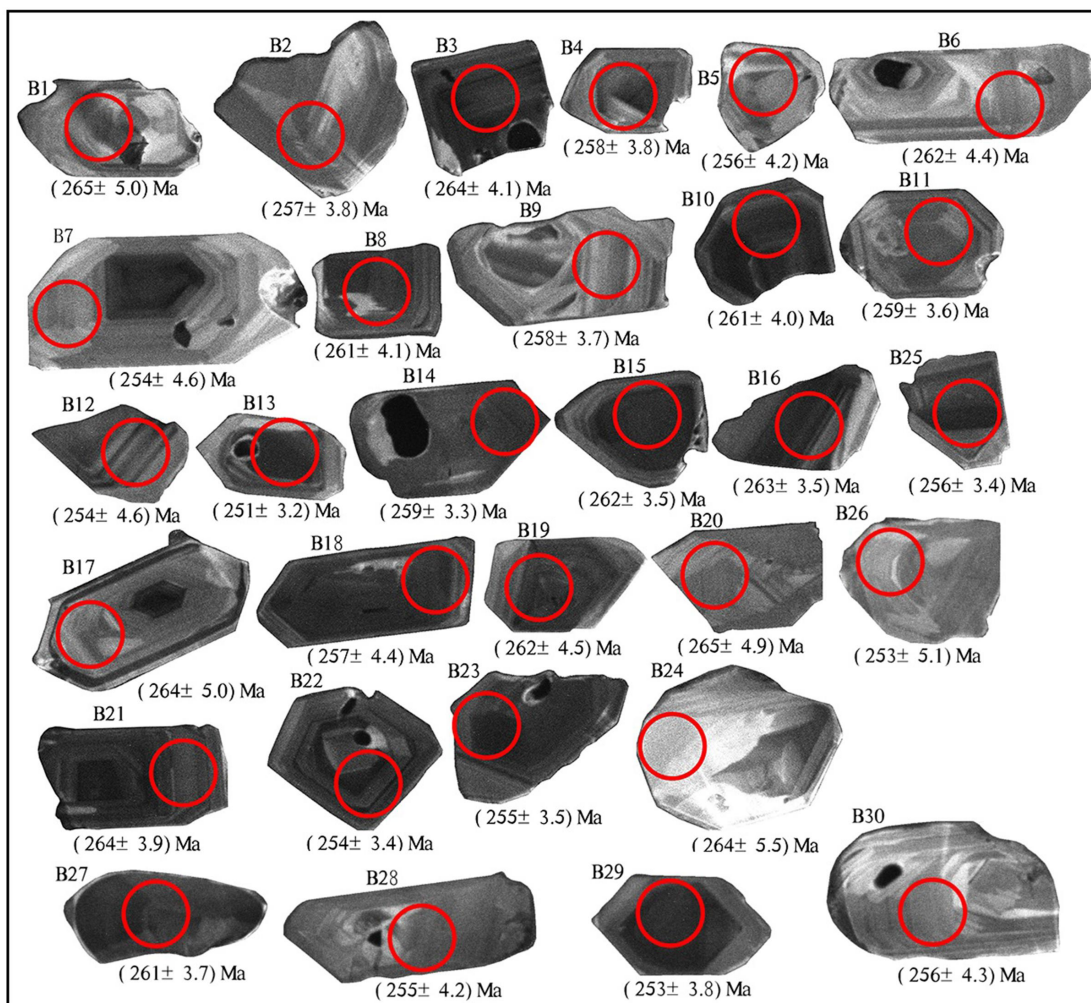 B1
(265± 5.0) Ma
B2
(257± 3.8) Ma
B3
(264± 4.1) Ma
B4
(258± 3.8) Ma
B5
(256± 4.2) Ma
B6
(262± 4.4) Ma
B7
(254± 4.6) Ma
B8
(261± 4.1) Ma
B9
(258± 3.7) Ma
B10
(261± 4.0) Ma
B11
(259± 3.6) Ma
B12
(254± 4.6) Ma
B13
(251± 3.2) Ma
B14
(259± 3.3) Ma
B15
(262± 3.5) Ma
B16
(263± 3.5) Ma
B25
(256± 3.4) Ma
B17
(264± 5.0) Ma
B18
(257± 4.4) Ma
B19
(262± 4.5) Ma
B20
(265± 4.9) Ma
B26
(253± 5.1) Ma
B21
(264± 3.9) Ma
B22
(254± 3.4) Ma
B23
(255± 3.5) Ma
B24
(264± 5.5) Ma
B27
(261± 3.7) Ma
B28
(255± 4.2) Ma
B29
(253± 3.8) Ma
B30
(256± 4.3) Ma